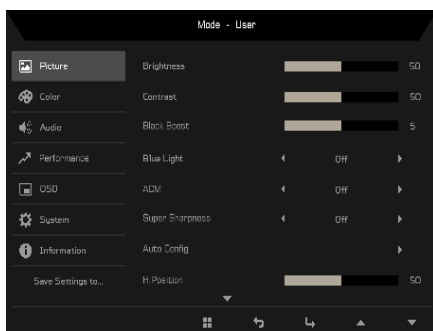 Mode - User
Picture
Brightness 50
Color
Contrast 50
Audio
Black Boost 5
Performance
Blue Light Off
OSD
ACM Off
System
Super Sharpness Off
Information
Auto Config
Save Settings to...
H.Position 50